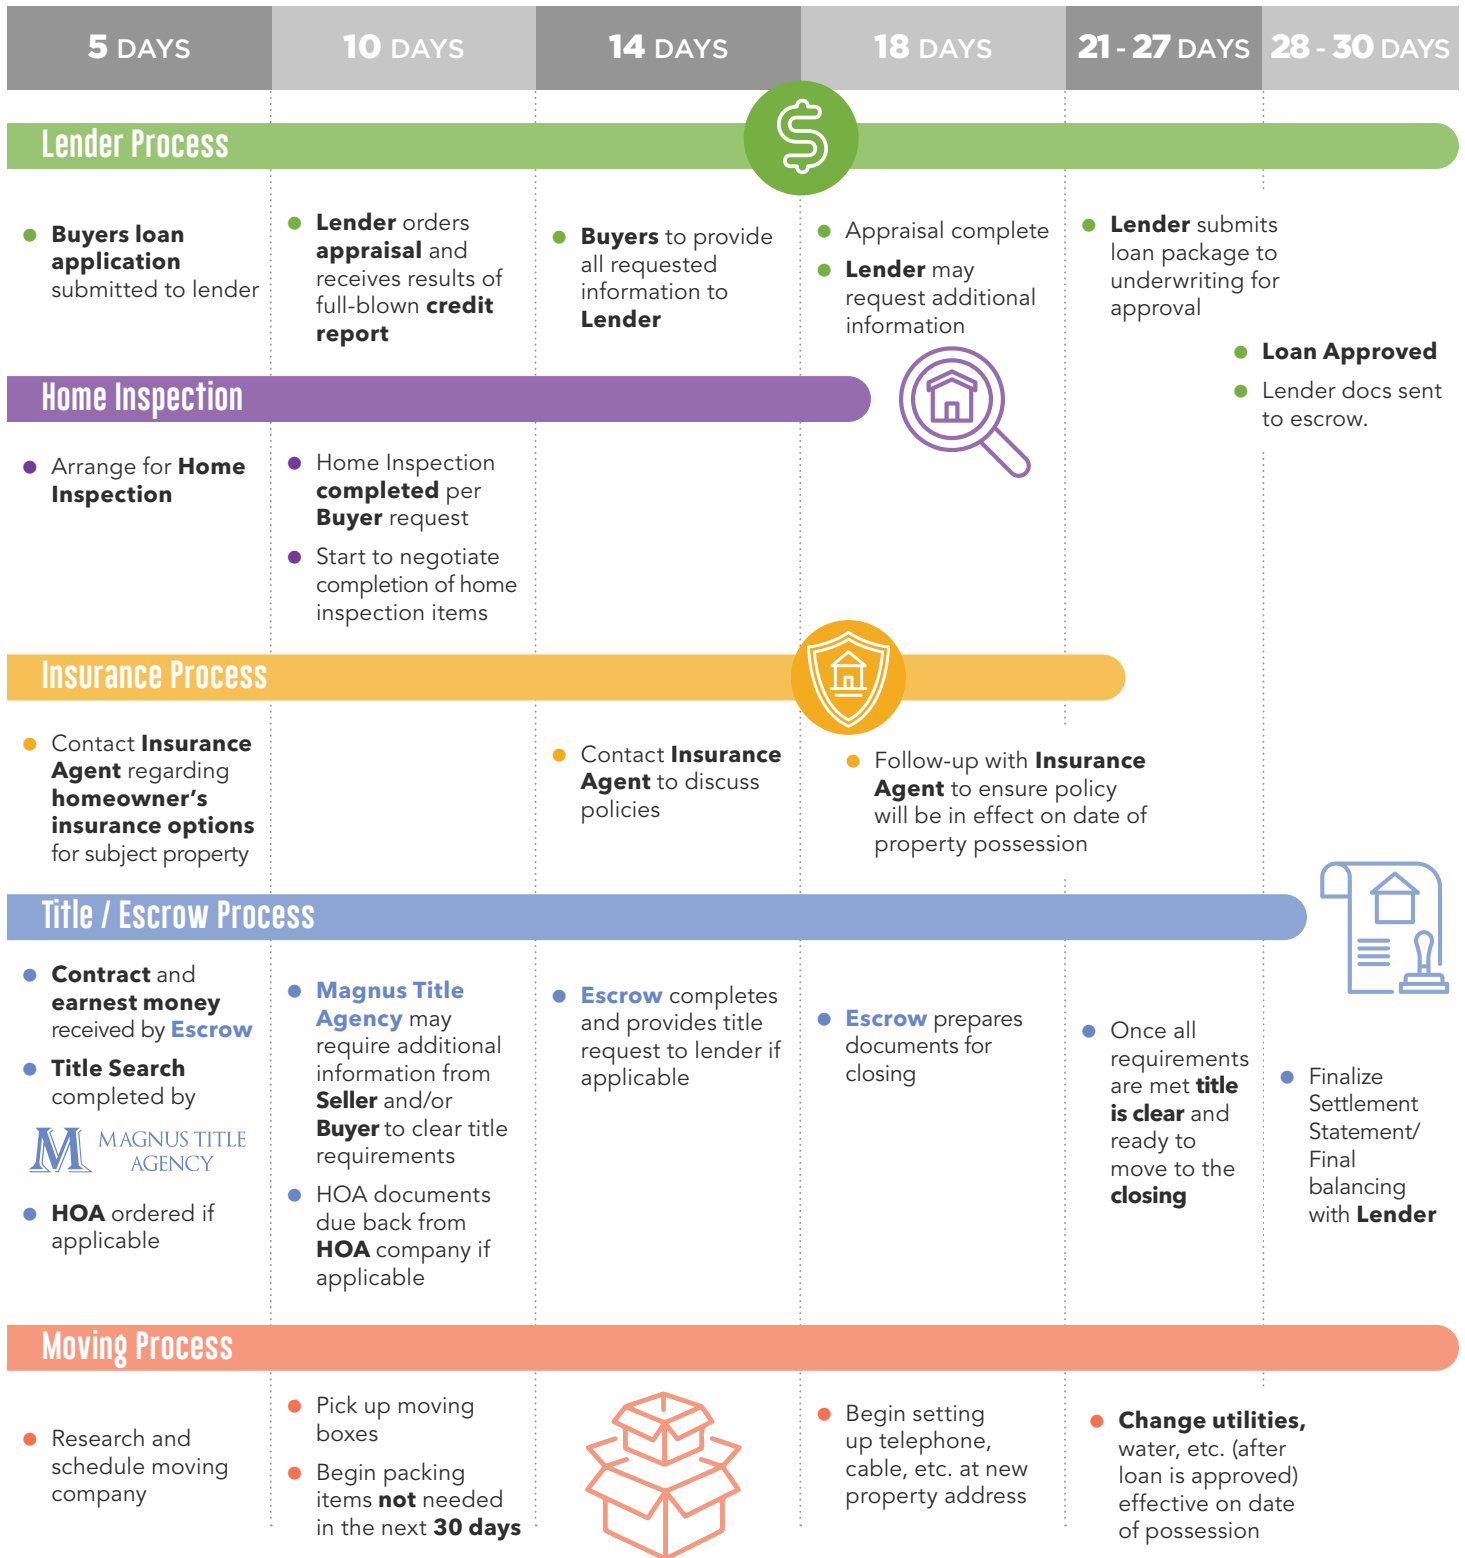 5 DAYS
10 DAYS
14 DAYS
18 DAYS
21 - 27 DAYS
28 - 30 DAYS
Lender Process
Buyers loan
application
submitted to lender
Lender orders
appraisal and
receives results of
full-blown credit
report
Buyers to provide
all requested
information to
Lender
Appraisal complete
Lender may
request additional
information
Lender submits
loan package to
underwriting for
approval
Loan Approved
Lender docs sent
to escrow.
Home Inspection
Arrange for Home
Inspection
Home Inspection
completed per
Buyer request
Start to negotiate
completion of home
inspection items
Insurance Process
Contact Insurance
Agent regarding
homeowner's
insurance options
for subject property
Contact Insurance
Agent to discuss
policies
Follow-up with Insurance
Agent to ensure policy
will be in effect on date of
property possession
Title / Escrow Process
Contract and
earnest money
received by Escrow
Title Search
completed by
M MAGNUS TITLE
AGENCY
HOA ordered if
applicable
Magnus Title
Agency may
require additional
information from
Seller and/or
Buyer to clear title
requirements
HOA documents
due back from
HOA company if
applicable
Escrow completes
and provides title
request to lender if
applicable
Escrow prepares
documents for
closing
Once all
requirements
are met title
is clear and
ready to
move to the
closing
Finalize
Settlement
Statement/
Final
balancing
with Lender
Moving Process
Research and
schedule moving
company
Pick up moving
boxes
Begin packing
items not needed
in the next 30 days
Begin setting
up telephone,
cable, etc. at new
property address
Change utilities,
water, etc. (after
loan is approved)
effective on date
of possession